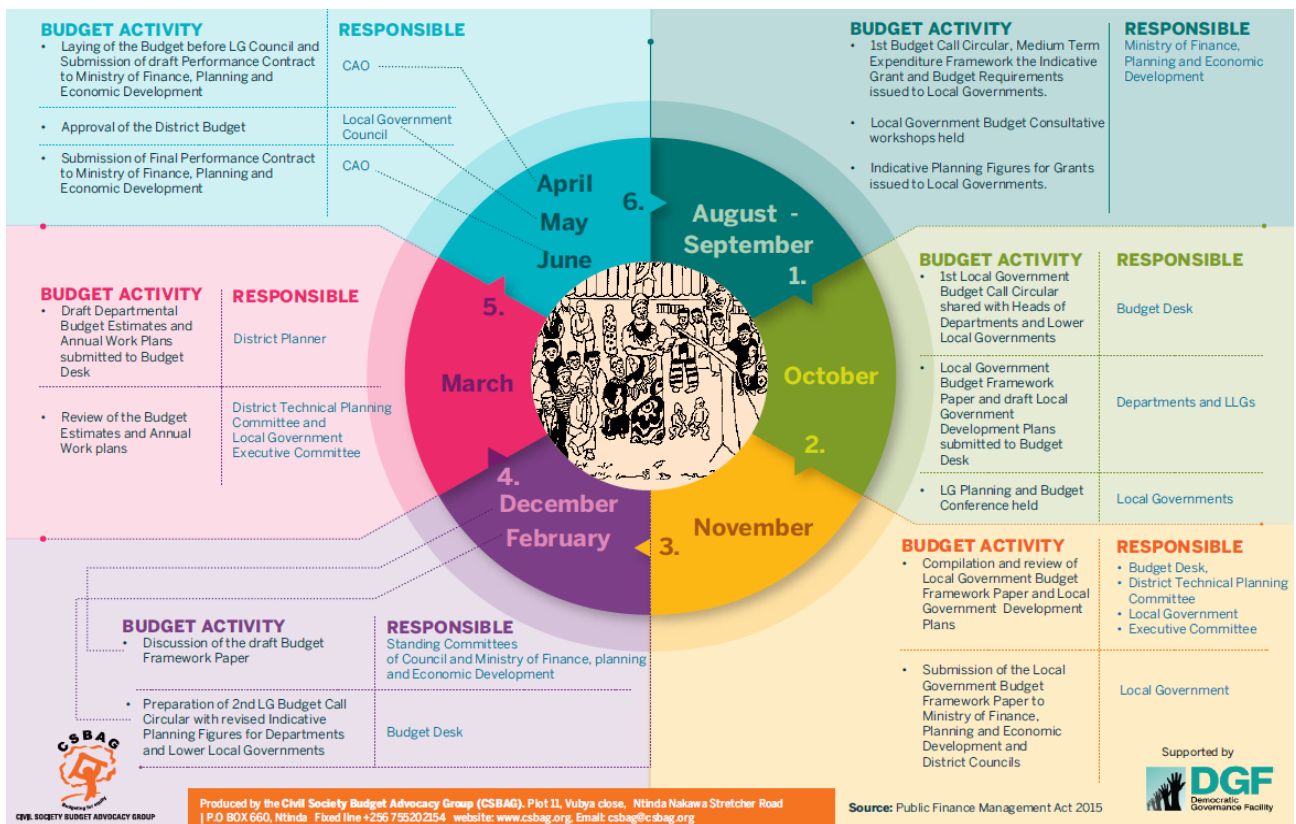 BUDGET ACTIVITY
RESPONSIBLE
• Laying of the Budget before LG Council and
Submission of draft Performance Contract
to Ministry of Finance, Planning and
Economic Development
CAO
• Approval of the District Budget
Local Government
Council
• Submission of Final Performance Contract
to Ministry of Finance, Planning and
Economic Development
CAO
April
May
June
6.
BUDGET ACTIVITY
RESPONSIBLE
• 1st Budget Call Circular, Medium Term
Expenditure Framework the Indicative
Grant and Budget Requirements
issued to Local Governments.
• Local Government Budget Consultative
workshops held
• Indicative Planning Figures for Grants
issued to Local Governments.
Ministry of Finance,
Planning and Economic
Development
August -
September
1.
BUDGET ACTIVITY
RESPONSIBLE
• 1st Local Government
Budget Call Circular
shared with Heads of
Departments and Lower
Local Governments
Budget Desk
• Local Government
Budget Framework
Paper and draft Local
Government
Development Plans
submitted to Budget
Desk
Departments and LLGs
• LG Planning and Budget
Conference held
Local Governments
October
2.
BUDGET ACTIVITY
RESPONSIBLE
• Compilation and review of
Local Government Budget
Framework Paper and Local
Government Development
Plans
• Budget Desk,
• District Technical Planning
Committee
• Local Government
• Executive Committee
• Submission of the Local
Government Budget
Framework Paper to
Ministry of Finance,
Planning and Economic
Development and
District Councils
Local Government
November
3.
4.
December
February
BUDGET ACTIVITY
RESPONSIBLE
• Discussion of the draft Budget
Framework Paper
Standing Committees
of Council and Ministry of Finance, planning
and Economic Development
• Preparation of 2nd LG Budget Call
Circular with revised Indicative
Planning Figures for Departments
and Lower Local Governments
Budget Desk
5.
March
BUDGET ACTIVITY
RESPONSIBLE
• Draft Departmental
Budget Estimates and
Annual Work Plans
submitted to Budget
Desk
District Planner
• Review of the Budget
Estimates and Annual
Work plans
District Technical Planning
Committee and
Local Government
Executive Committee
CSBAG
Budgeting for equity
CIVIL SOCIETY BUDGET ADVOCACY GROUP
Produced by the Civil Society Budget Advocacy Group (CSBAG). Plot 11, Vubya close, Ntinda Nakawa Stretcher Road
| P.O BOX 660, Ntinda Fixed line +256 755202154 website: www.csbag.org, Email: csbag@csbag.org
Source: Public Finance Management Act 2015
Supported by
DGF
Democratic
Governance Facility